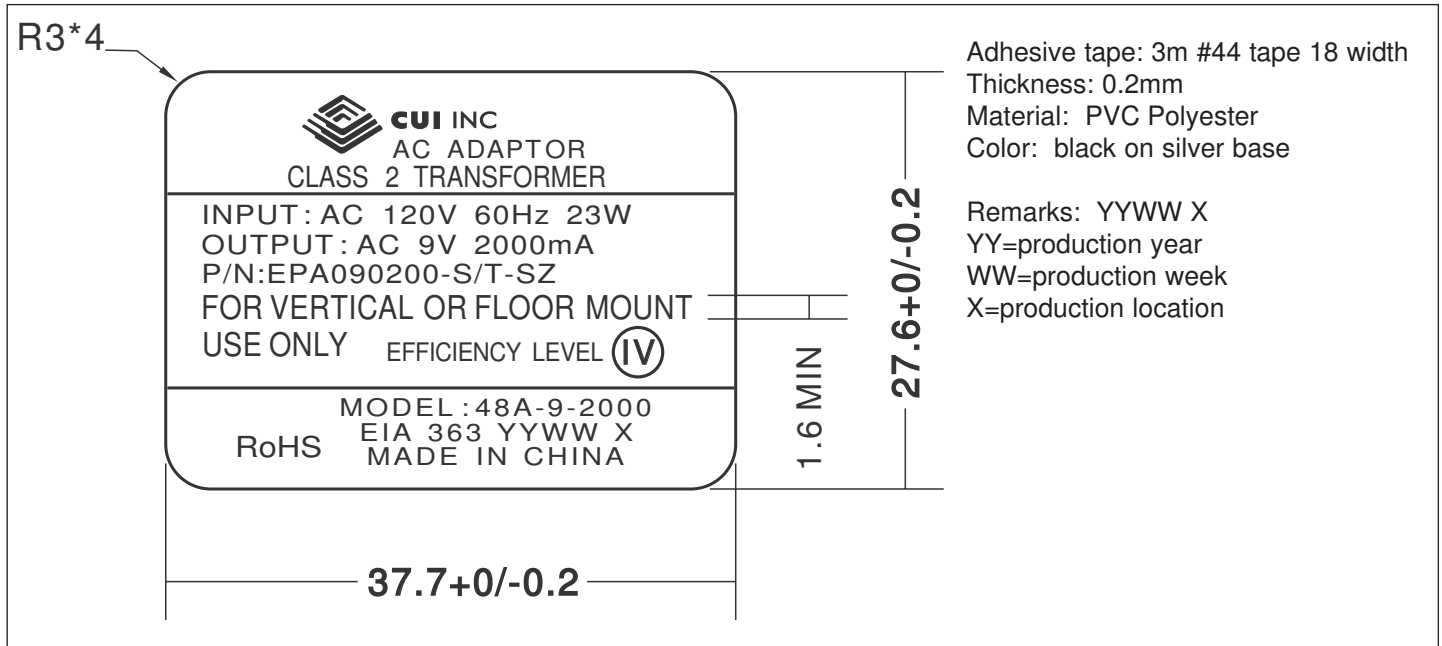 R3*4
CUI INC
AC ADAPTOR
CLASS 2 TRANSFORMER
INPUT: AC 120V 60Hz 23W
OUTPUT: AC 9V 2000mA
P/N:EPA090200-S/T-SZ
FOR VERTICAL OR FLOOR MOUNT
USE ONLY EFFICIENCY LEVEL IV
MODEL:48A-9-2000
EIA 363 YYWW X
RoHS MADE IN CHINA
1.6 MIN
27.6+0/-0.2
37.7+0/-0.2
Adhesive tape: 3m #44 tape 18 width
Thickness: 0.2mm
Material: PVC Polyester
Color: black on silver base
Remarks: YYWW X
YY=production year
WW=production week
X=production location